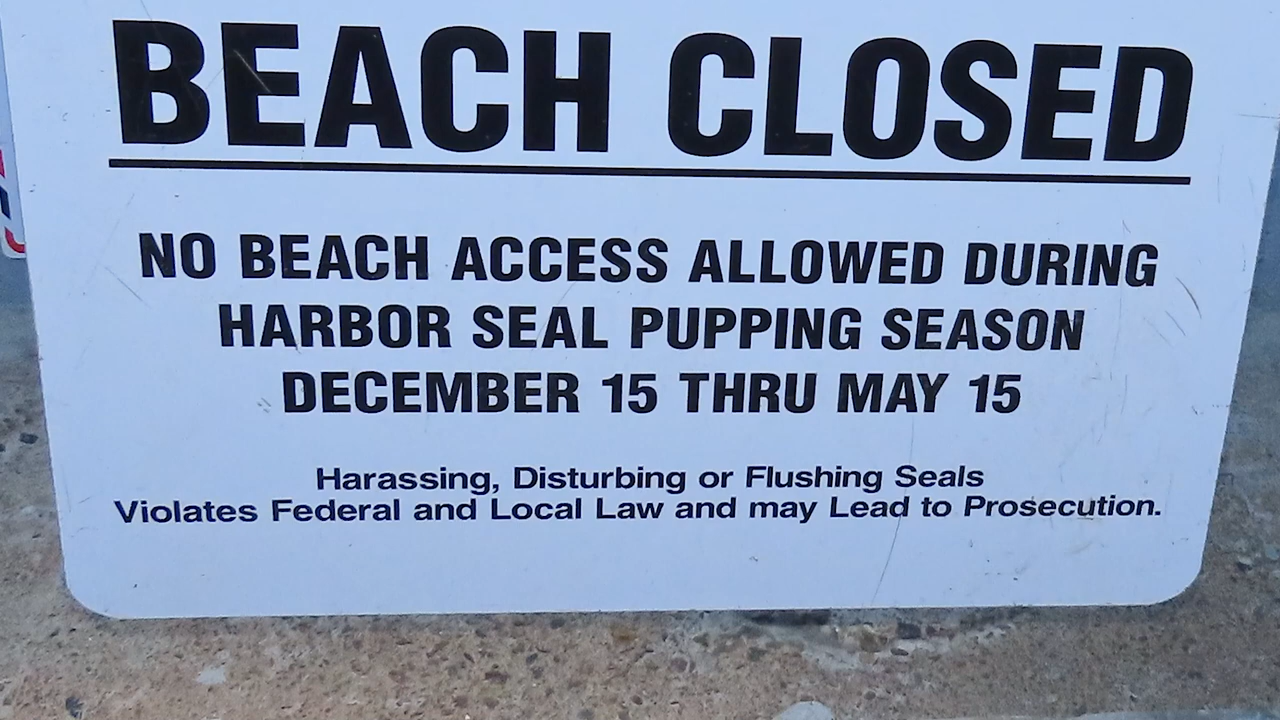 BEACH CLOSED
NO BEACH ACCESS ALLOWED DURING
HARBOR SEAL PUPPING SEASON
DECEMBER 15 THRU MAY 15
Harassing, Disturbing or Flushing Seals
Violates Federal and Local Law and may Lead to Prosecution.